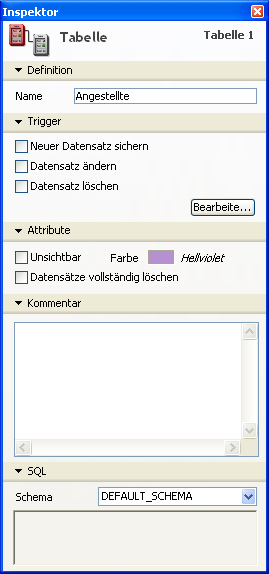 Inspektor
Tabelle Tabelle 1
Definition
Name Angestellte
Trigger
Neuer Datensatz sichern
Datensatz ändern
Datensatz löschen
Bearbeite...
Attribute
Unsichtbar Farbe Hellviolet
Datensätze vollständig löschen
Kommentar
SQL
Schema DEFAULT_SCHEMA